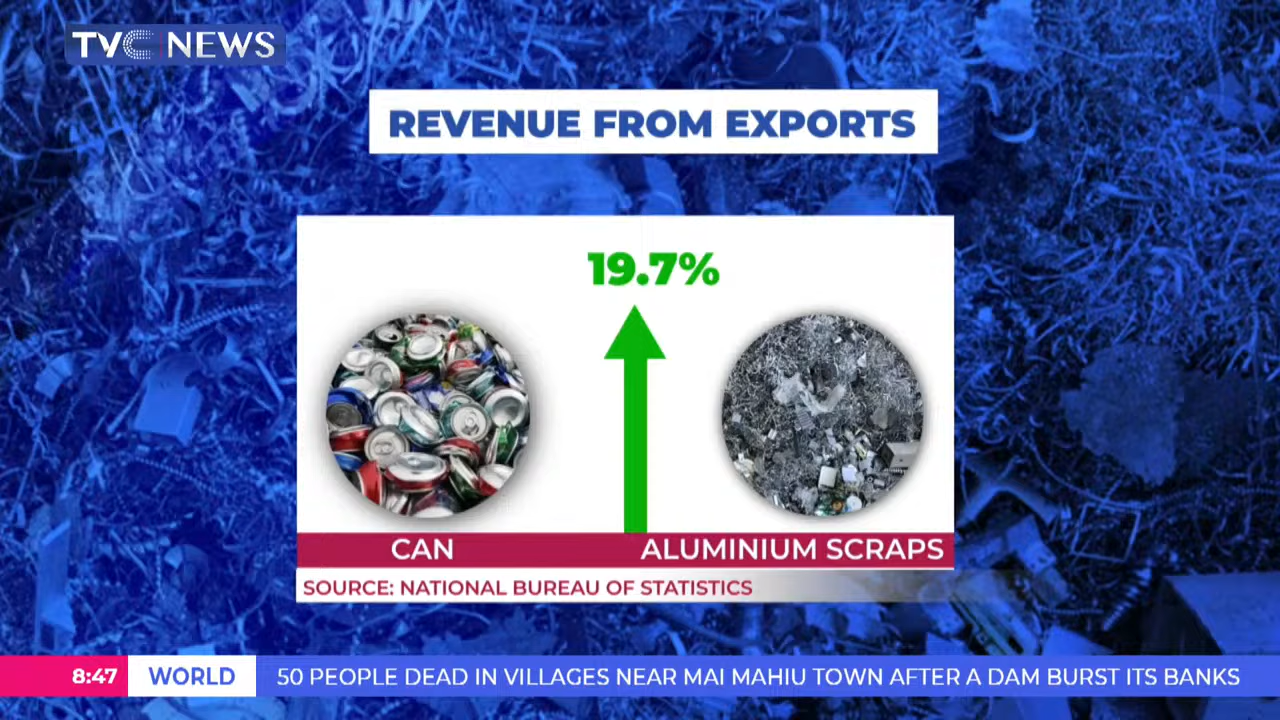 TVC NEWS
REVENUE FROM EXPORTS
19.7%
CAN
ALUMINIUM SCRAPS
SOURCE: NATIONAL BUREAU OF STATISTICS
8:47
WORLD
50 PEOPLE DEAD IN VILLAGES NEAR MAI MAHIU TOWN AFTER A DAM BURST ITS BANKS